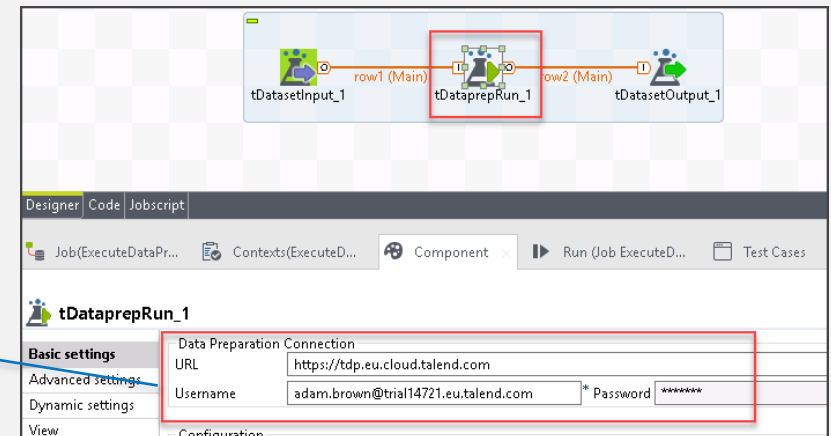 row1 (Main)
row2 (Main)
tDatasetInput_1
tDataprepRun_1
tDatasetOutput_1
Designer Code Jobscript
Job(ExecuteDataPr... Contexts(ExecuteD... Component Run (Job ExecuteD... Test Cases
tDataprepRun_1
Basic settings
Advanced settings
Dynamic settings
View
Data Preparation Connection
URL https://tdp.eu.cloud.talend.com
Username adam.brown@trial14721.eu.talend.com * Password *******
Configuration